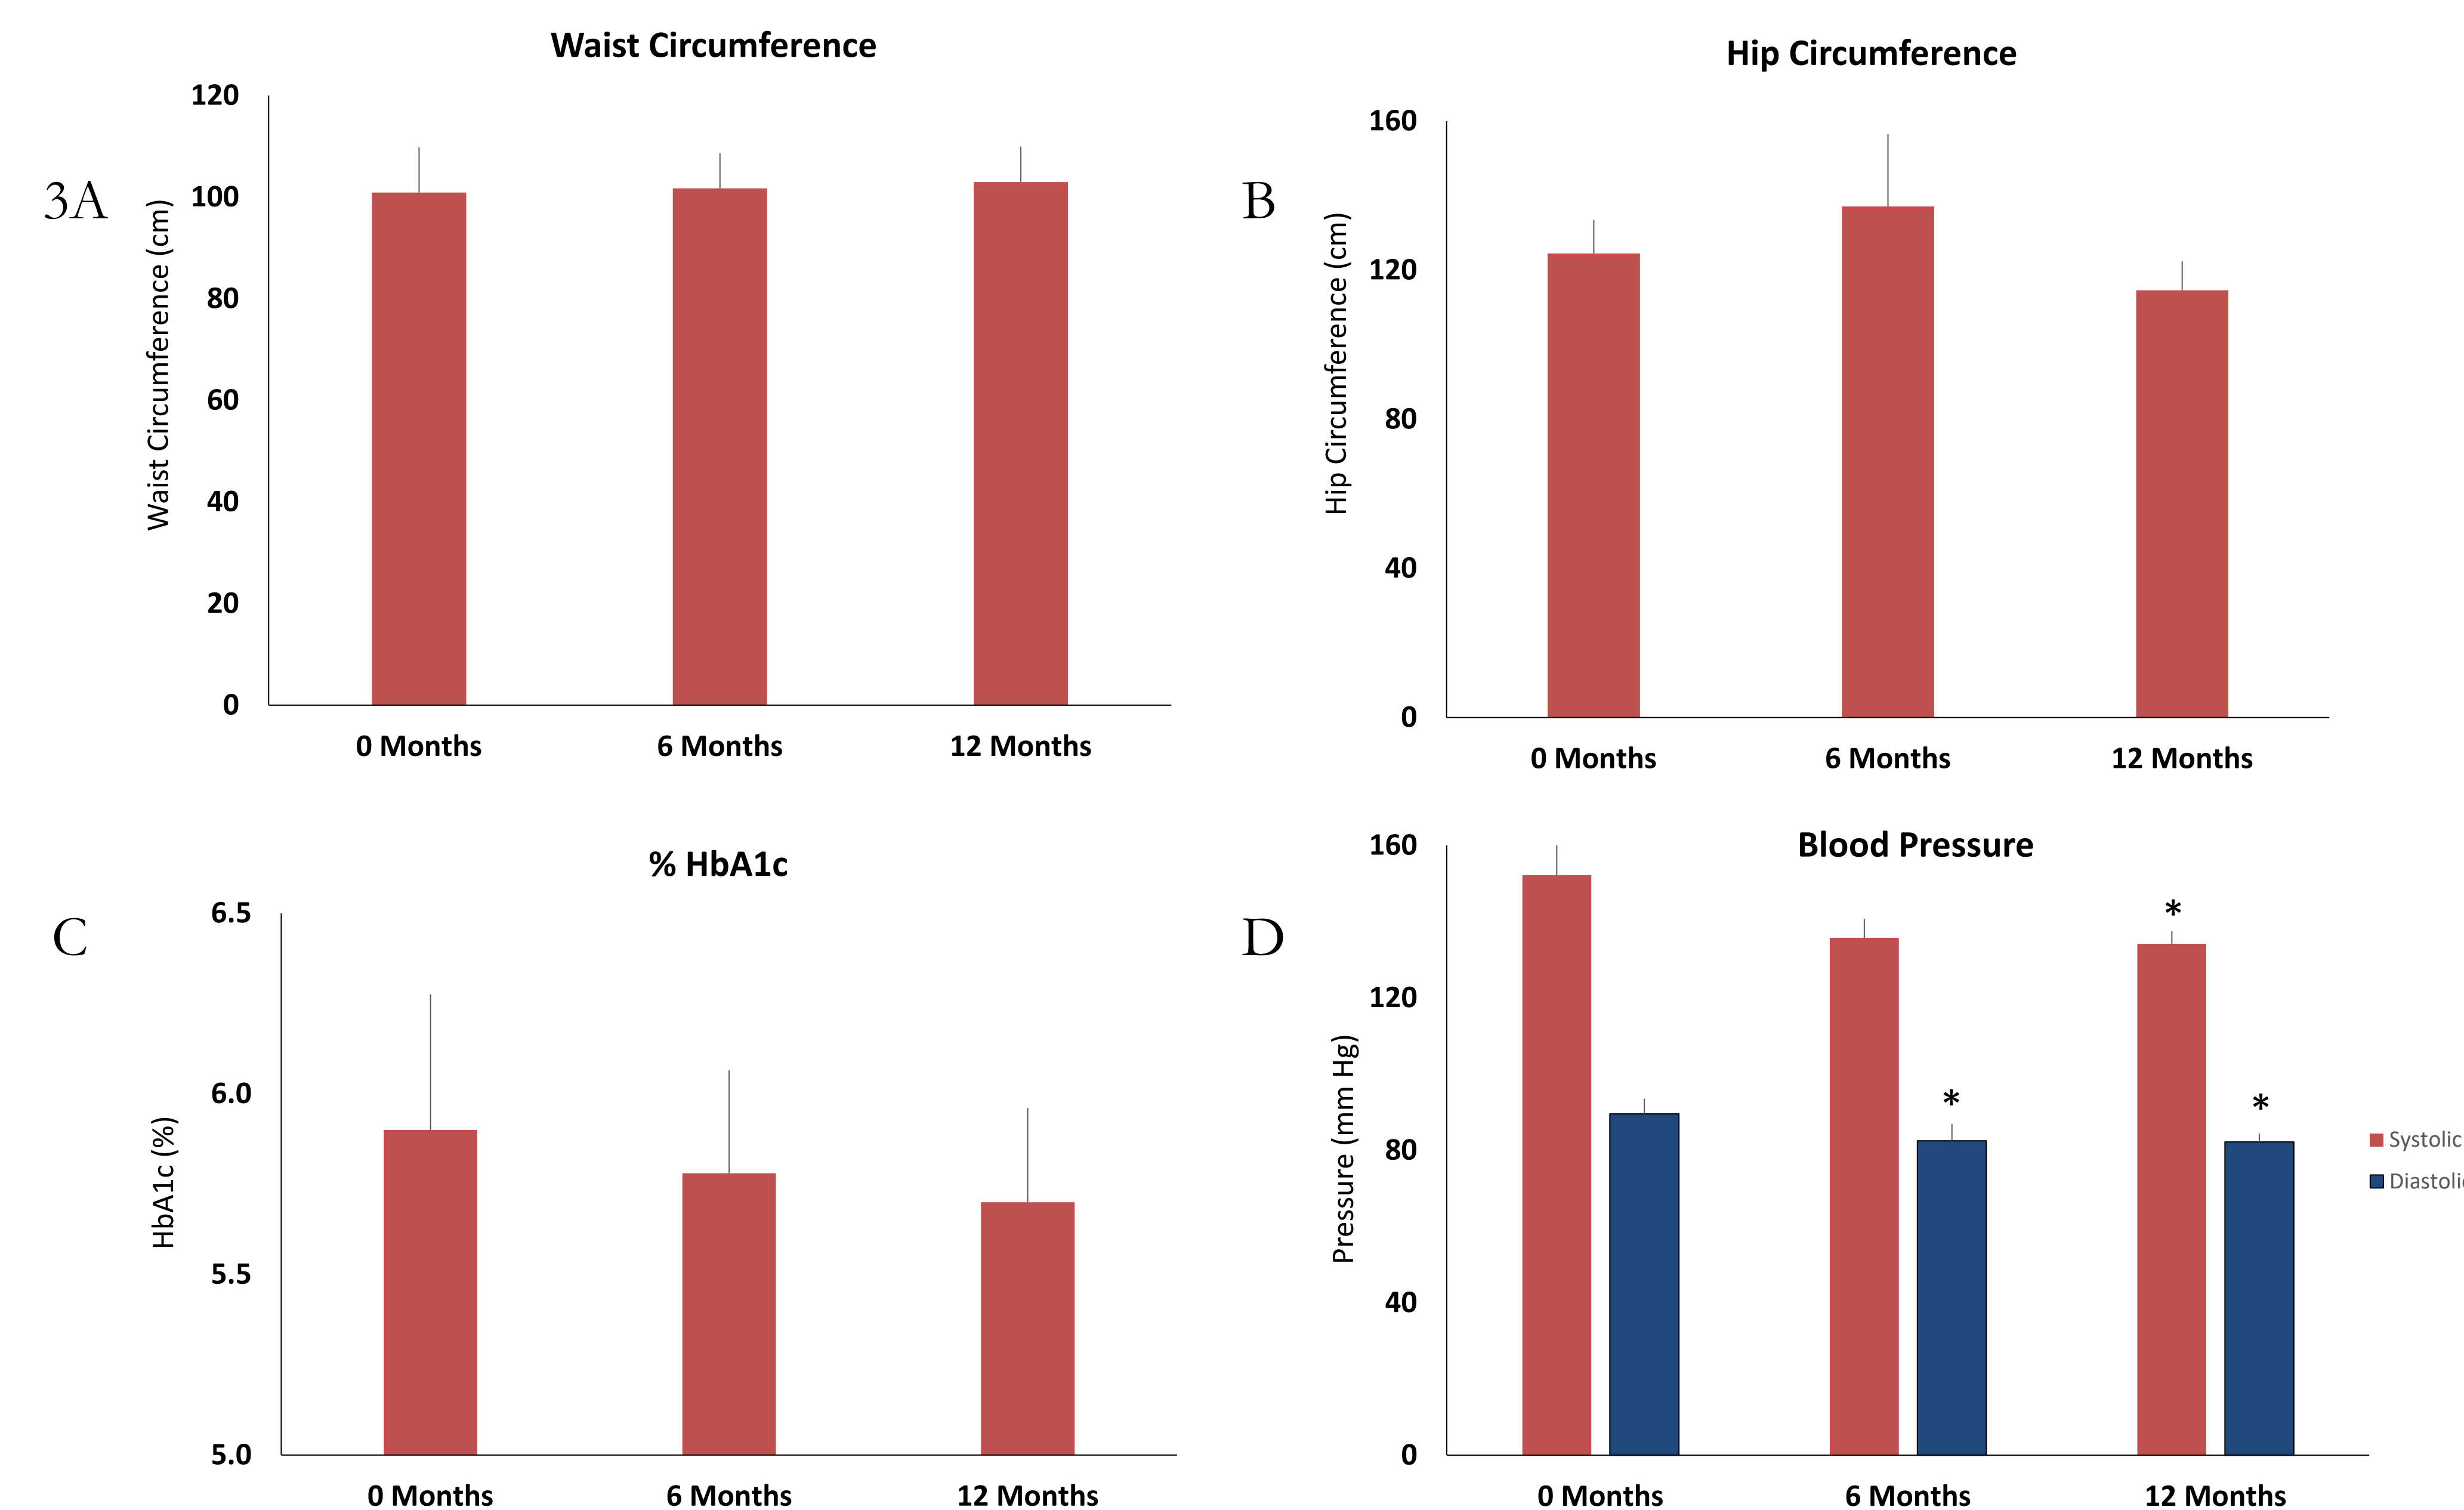 Waist Circumference
3A
Waist Circumference (cm)
120
100
80
60
40
20
0
0 Months 6 Months 12 Months
Hip Circumference
B
Hip Circumference (cm)
160
120
80
40
0
0 Months 6 Months 12 Months
% HbA1c
C
HbA1c (%)
6.5
6.0
5.5
5.0
0 Months 6 Months 12 Months
Blood Pressure
D
Pressure (mm Hg)
160
120
80
40
0
*
*
*
0 Months 6 Months 12 Months
Systolic
Diastoli